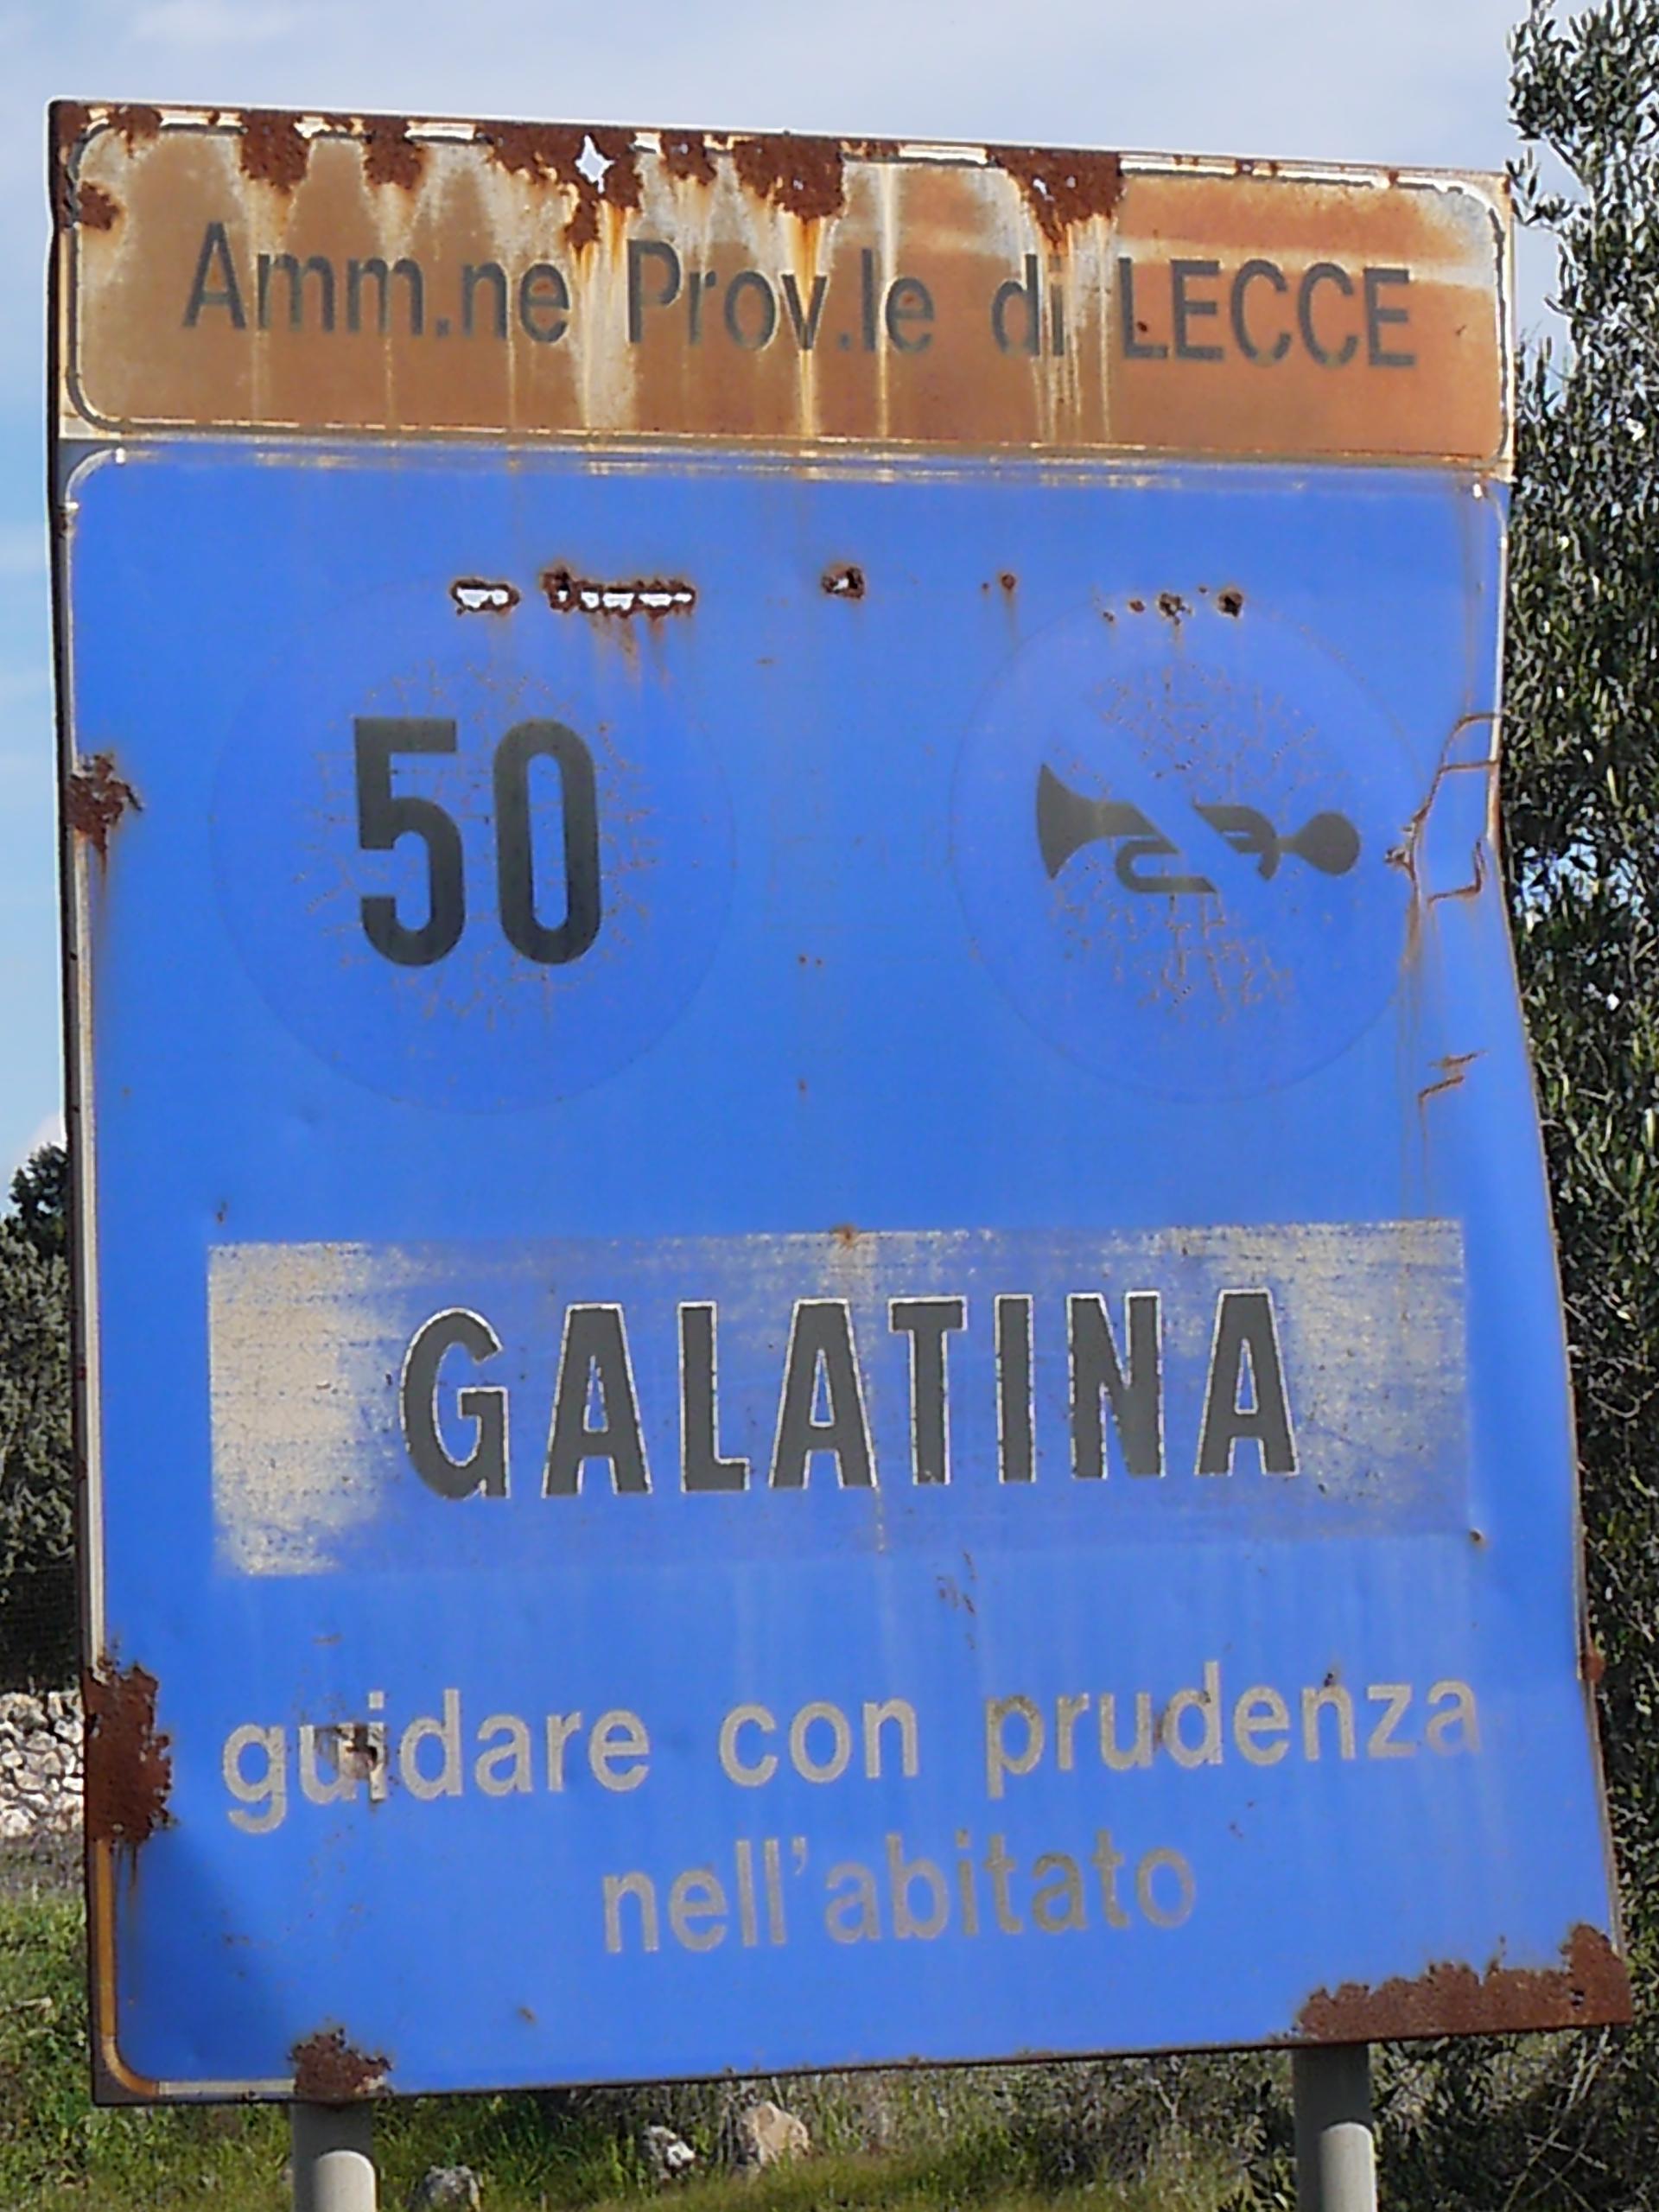 Amm.ne Prov.le di LECCE
50
GALATINA
guidare con prudenza
nell'abitato